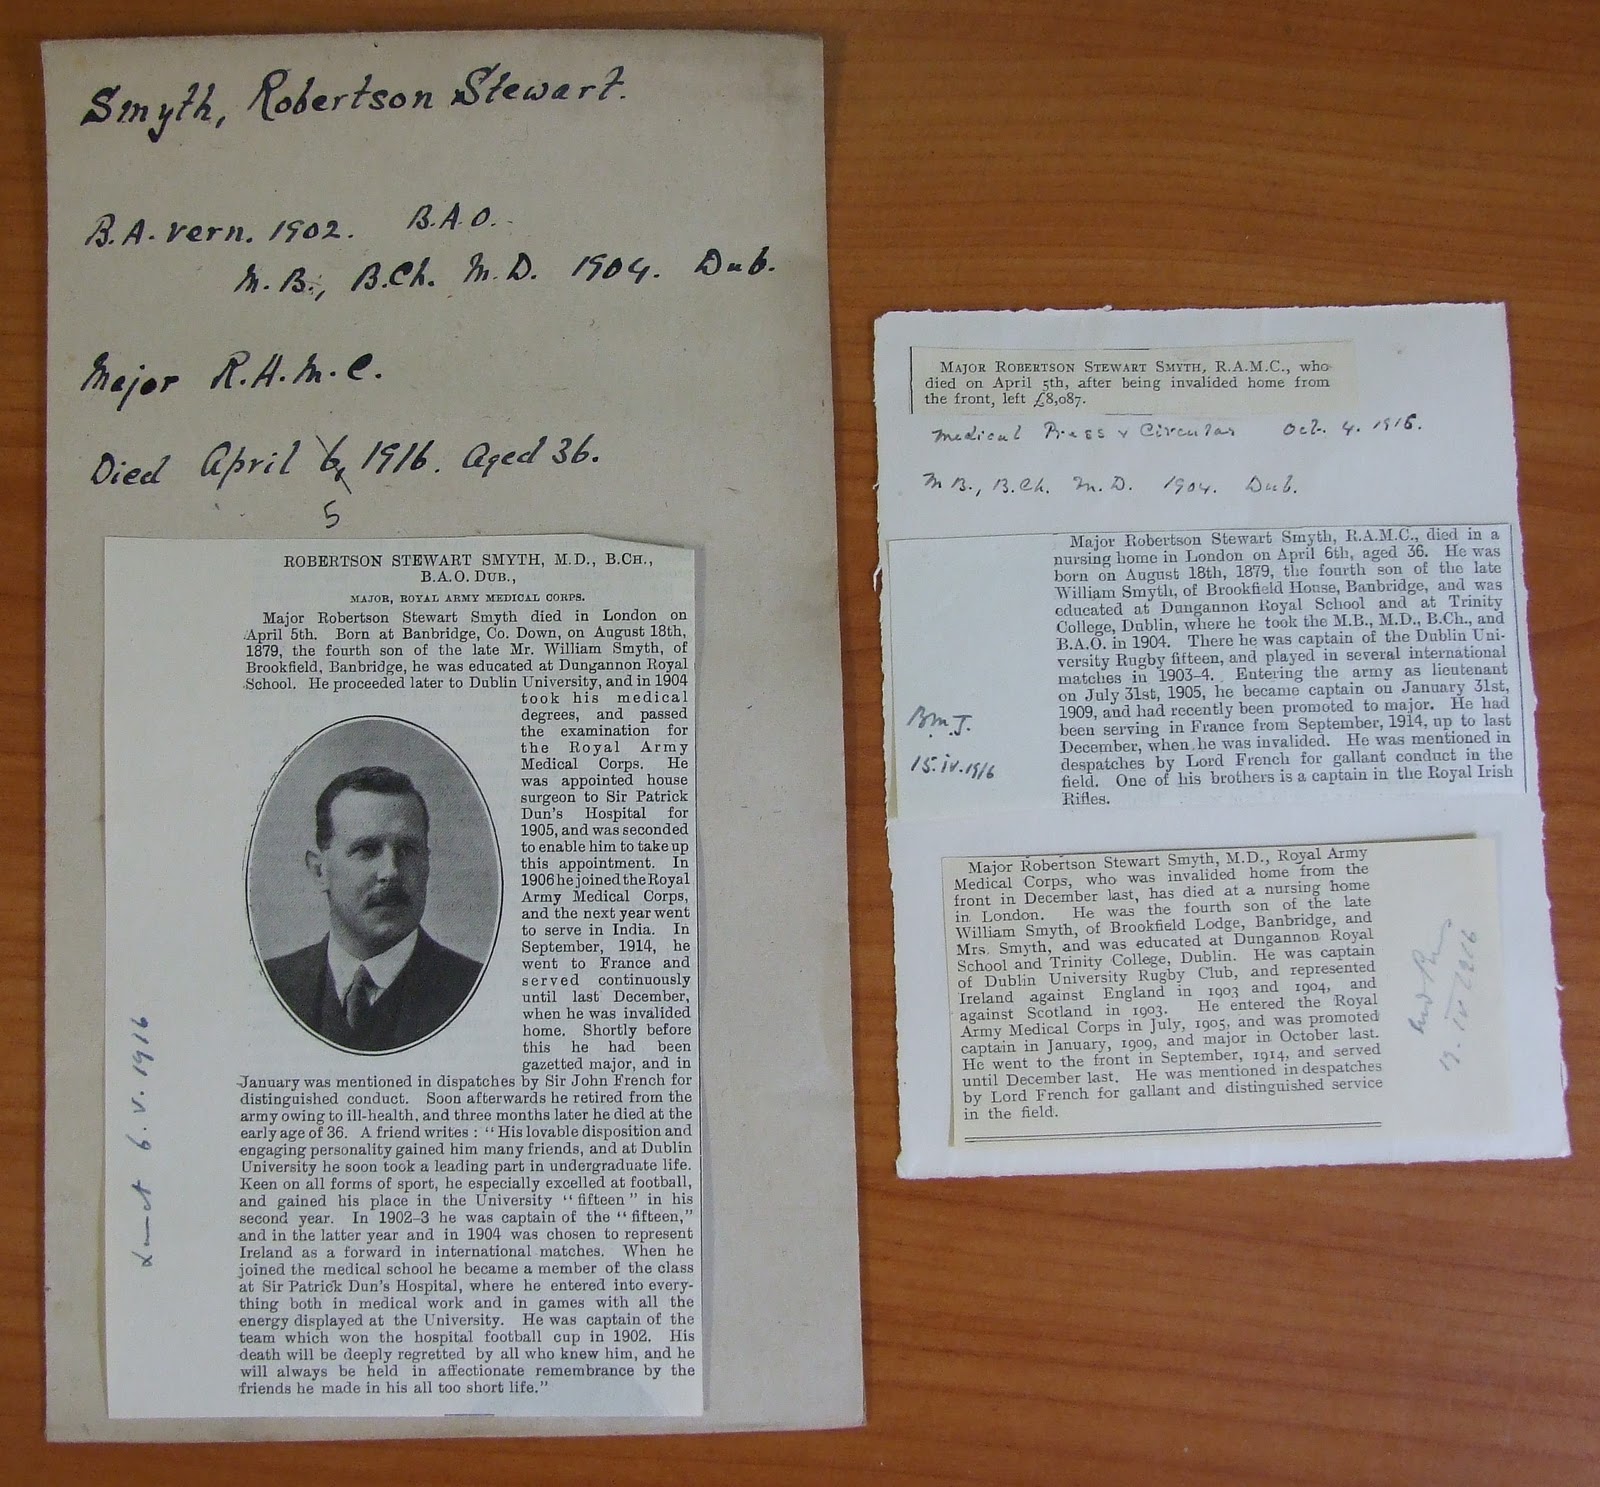 Smyth, Robertson Stewart.
B.A. vern. 1902. B.A.O.
M.B., B.Ch. M.D. 1904. Dub.
Major R.A.M.C.
Died April 6, 1916. Aged 36.
5
ROBERTSON STEWART SMYTH, M.D., B.CH.,
B.A.O. DUB.,
MAJOR, ROYAL ARMY MEDICAL CORPS.
Major Robertson Stewart Smyth died in London on
April 5th. Born at Banbridge, Co. Down, on August 18th,
1879, the fourth son of the late Mr. William Smyth, of
Brookfield, Banbridge, he was educated at Dungannon Royal
School. He proceeded later to Dublin University, and in 1904
took his medical
degrees, and passed
the examination for
the Royal Army
Medical Corps. He
was appointed house
surgeon to Sir Patrick
Dun's Hospital for
1905, and was seconded
to enable him to take up
this appointment. In
1906 he joined the Royal
Army Medical Corps,
and the next year went
to serve in India. In
September, 1914, he
went to France and
served continuously
until last December,
when he was invalided
home. Shortly before
this he had been
gazetted major, and in
January was mentioned in dispatches by Sir John French for
distinguished conduct. Soon afterwards he retired from the
army owing to ill-health, and three months later he died at the
early age of 36. A friend writes : "His lovable disposition and
engaging personality gained him many friends, and at Dublin
University he soon took a leading part in undergraduate life.
Keen on all forms of sport, he especially excelled at football,
and gained his place in the University "fifteen" in his
second year. In 1902-3 he was captain of the "fifteen,"
and in the latter year and in 1904 was chosen to represent
Ireland as a forward in international matches. When he
joined the medical school he became a member of the class
at Sir Patrick Dun's Hospital, where he entered into every-
thing both in medical work and in games with all the
energy displayed at the University. He was captain of the
team which won the hospital football cup in 1902. His
death will be deeply regretted by all who knew him, and he
will always be held in affectionate remembrance by the
friends he made in his all too short life."
Lancet 6.V.1916
MAJOR ROBERTSON STEWART SMYTH, R.A.M.C., who
died on April 5th, after being invalided home from
the front, left £8,087.
Medical Press & Circular Oct. 4. 1916.
M B., B.Ch. M.D. 1904. Dub.
Major Robertson Stewart Smyth, R.A.M.C., died in a
nursing home in London on April 6th, aged 36. He was
born on August 18th, 1879, the fourth son of the late
William Smyth, of Brookfield House, Banbridge, and was
educated at Dungannon Royal School and at Trinity
College, Dublin, where he took the M.B., M.D., B.Ch., and
B.A.O. in 1904. There he was captain of the Dublin Uni-
versity Rugby fifteen, and played in several international
matches in 1903-4. Entering the army as lieutenant
on July 31st, 1905, he became captain on January 31st,
1909, and had recently been promoted to major. He had
been serving in France from September, 1914, up to last
December, when he was invalided. He was mentioned in
despatches by Lord French for gallant conduct in the
field. One of his brothers is a captain in the Royal Irish
Rifles.
B.M.J.
15.IV.1916
Major Robertson Stewart Smyth, M.D., Royal Army
Medical Corps, who was invalided home from the
front in December last, has died at a nursing home
in London. He was the fourth son of the late
William Smyth, of Brookfield Lodge, Banbridge, and
Mrs. Smyth, and was educated at Dungannon Royal
School and Trinity College, Dublin. He was captain
of Dublin University Rugby Club, and represented
Ireland against England in 1903 and 1904, and
against Scotland in 1903. He entered the Royal
Army Medical Corps in July, 1905, and was promoted
captain in January, 1909, and major in October last.
He went to the front in September, 1914, and served
until December last. He was mentioned in despatches
by Lord French for gallant and distinguished service
in the field.
IV 1916